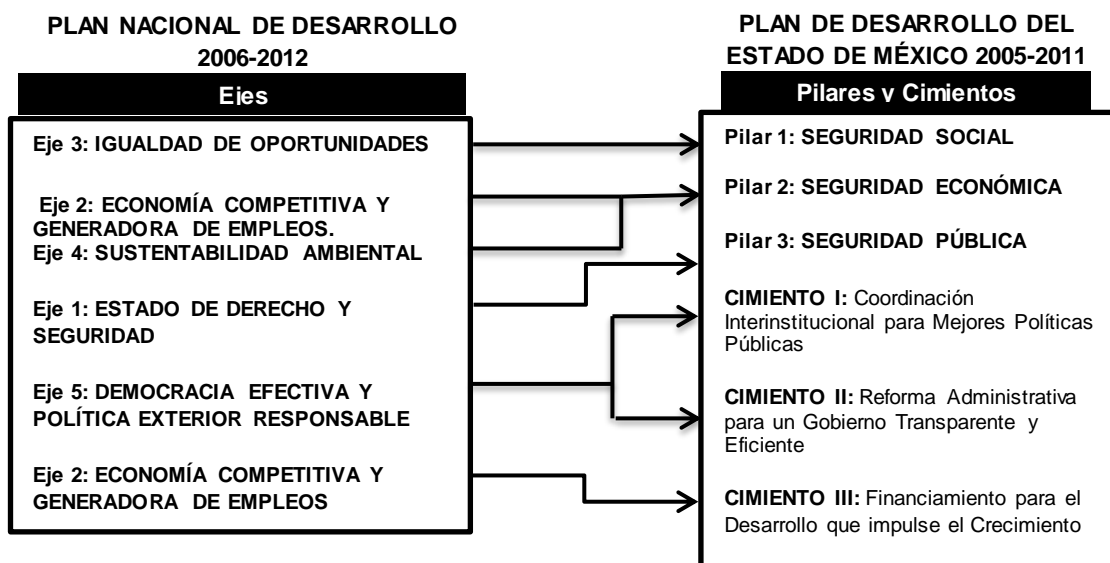 PLAN NACIONAL DE DESARROLLO
2006-2012
Ejes
Eje 3: IGUALDAD DE OPORTUNIDADES
Eje 2: ECONOMÍA COMPETITIVA Y
GENERADORA DE EMPLEOS.
Eje 4: SUSTENTABILIDAD AMBIENTAL
Eje 1: ESTADO DE DERECHO Y
SEGURIDAD
Eje 5: DEMOCRACIA EFECTIVA Y
POLÍTICA EXTERIOR RESPONSABLE
Eje 2: ECONOMÍA COMPETITIVA Y
GENERADORA DE EMPLEOS
PLAN DE DESARROLLO DEL
ESTADO DE MÉXICO 2005-2011
Pilares y Cimientos
Pilar 1: SEGURIDAD SOCIAL
Pilar 2: SEGURIDAD ECONÓMICA
Pilar 3: SEGURIDAD PÚBLICA
CIMIENTO I: Coordinación
Interinstitucional para Mejores Políticas
Públicas
CIMIENTO II: Reforma Administrativa
para un Gobierno Transparente y
Eficiente
CIMIENTO III: Financiamiento para el
Desarrollo que impulse el Crecimiento